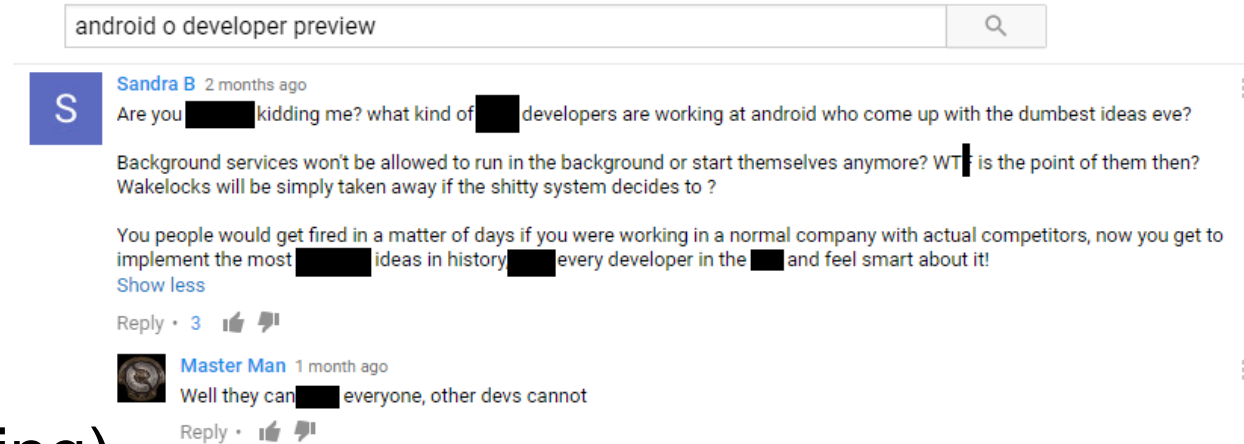 android o developer preview
S
Sandra B 2 months ago
Are you kidding me? what kind of developers are working at android who come up with the dumbest ideas eve?
Background services won't be allowed to run in the background or start themselves anymore? WTF is the point of them then?
Wakelocks will be simply taken away if the shitty system decides to ?
You people would get fired in a matter of days if you were working in a normal company with actual competitors, now you get to
implement the most ideas in history, every developer in the and feel smart about it!
Show less
Reply • 3
Master Man 1 month ago
Well they can everyone, other devs cannot
Reply •
ing)